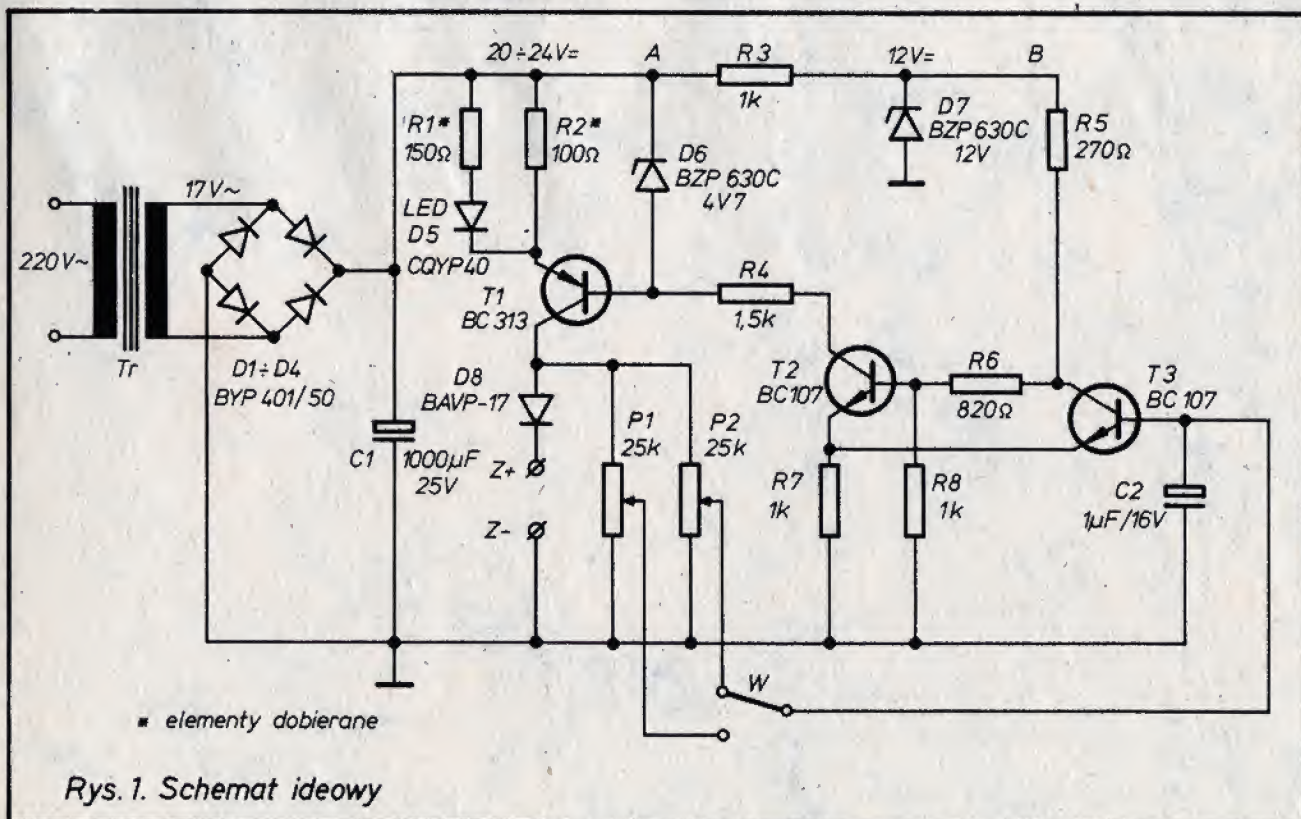 20÷24V=
A
R3
1k
12V=
B
R1*
150Ω
R2*
100Ω
D6
BZP 630C
4V7
D7
BZP 630C
12V
R5
270Ω
17V~
LED
D5
CQYP40
220V~
Tr
D1÷D4
BYP 401/50
T1
BC 313
R4
1,5k
T2
BC107
R6
820Ω
T3
BC 107
D8
BAVP-17
P1
25k
P2
25k
C1
1000µF
25V
Z+
Z-
R7
1k
R8
1k
C2
1µF/16V
W
* elementy dobierane
Rys. 1. Schemat ideowy